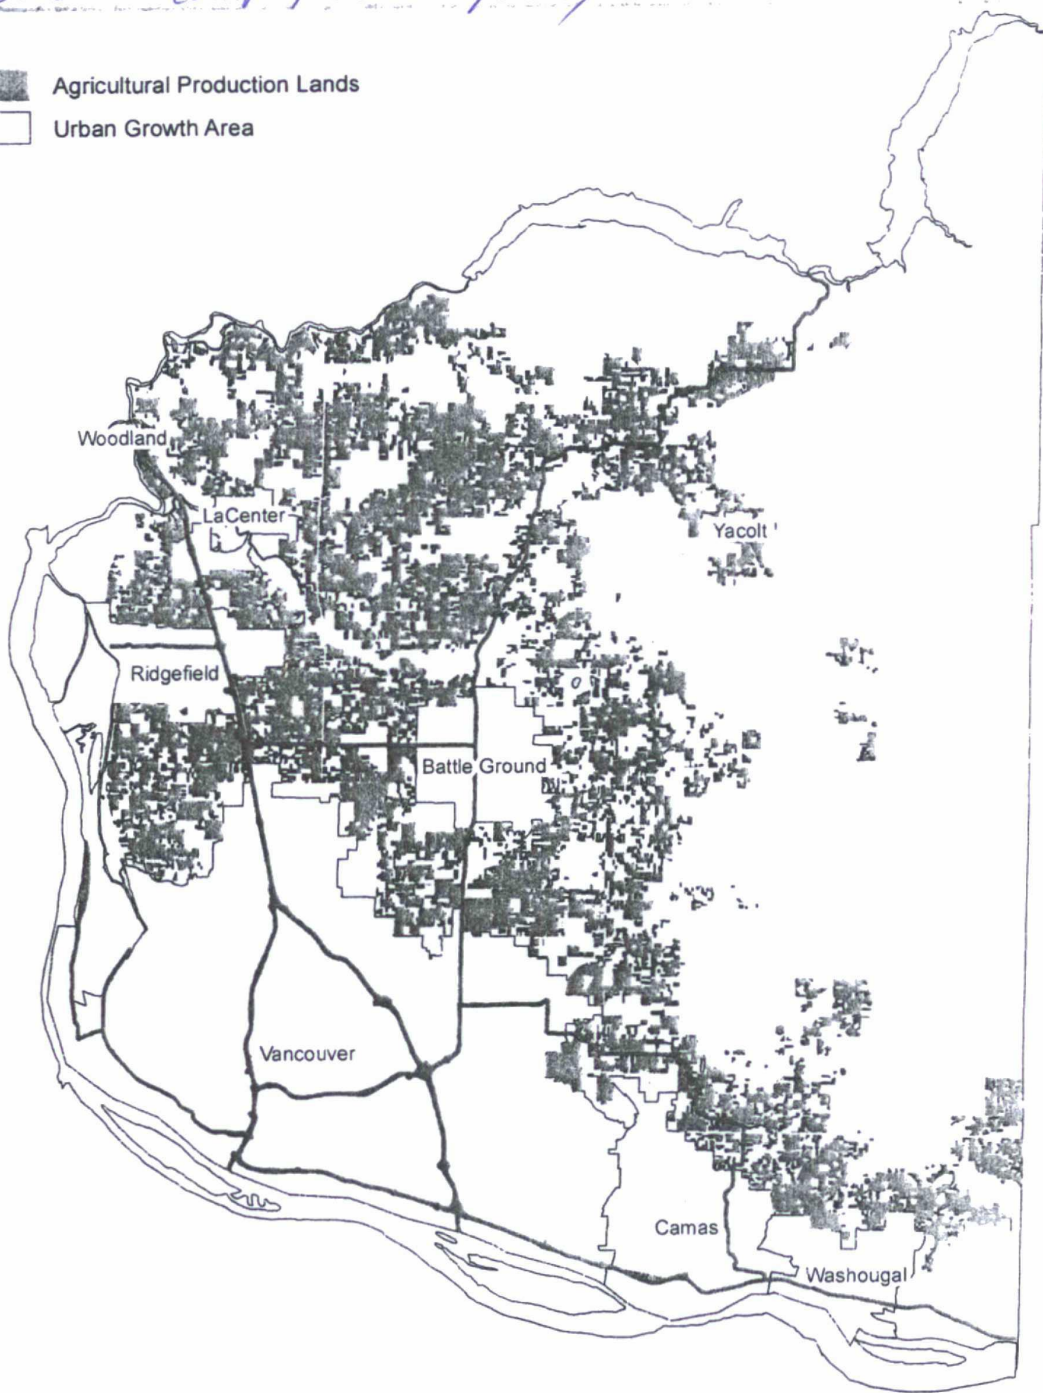 Agricultural Production Lands
Urban Growth Area
Woodland
LaCenter
Yacolt
Ridgefield
Battle Ground
Vancouver
Camas
Washougal